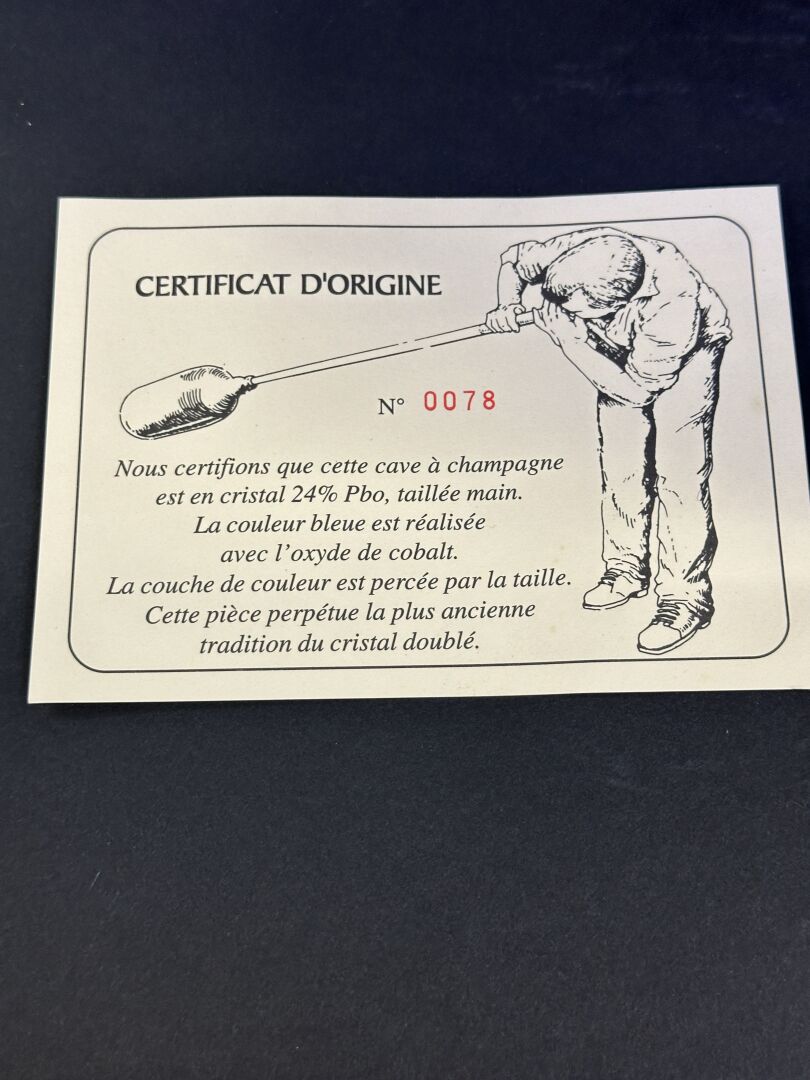 CERTIFICAT D'ORIGINE
N° 0078
Nous certifions que cette cave à champagne
est en cristal 24% Pbo, taillée main.
La couleur bleue est réalisée
avec l'oxyde de cobalt.
La couche de couleur est percée par la taille.
Cette pièce perpétue la plus ancienne
tradition du cristal doublé.